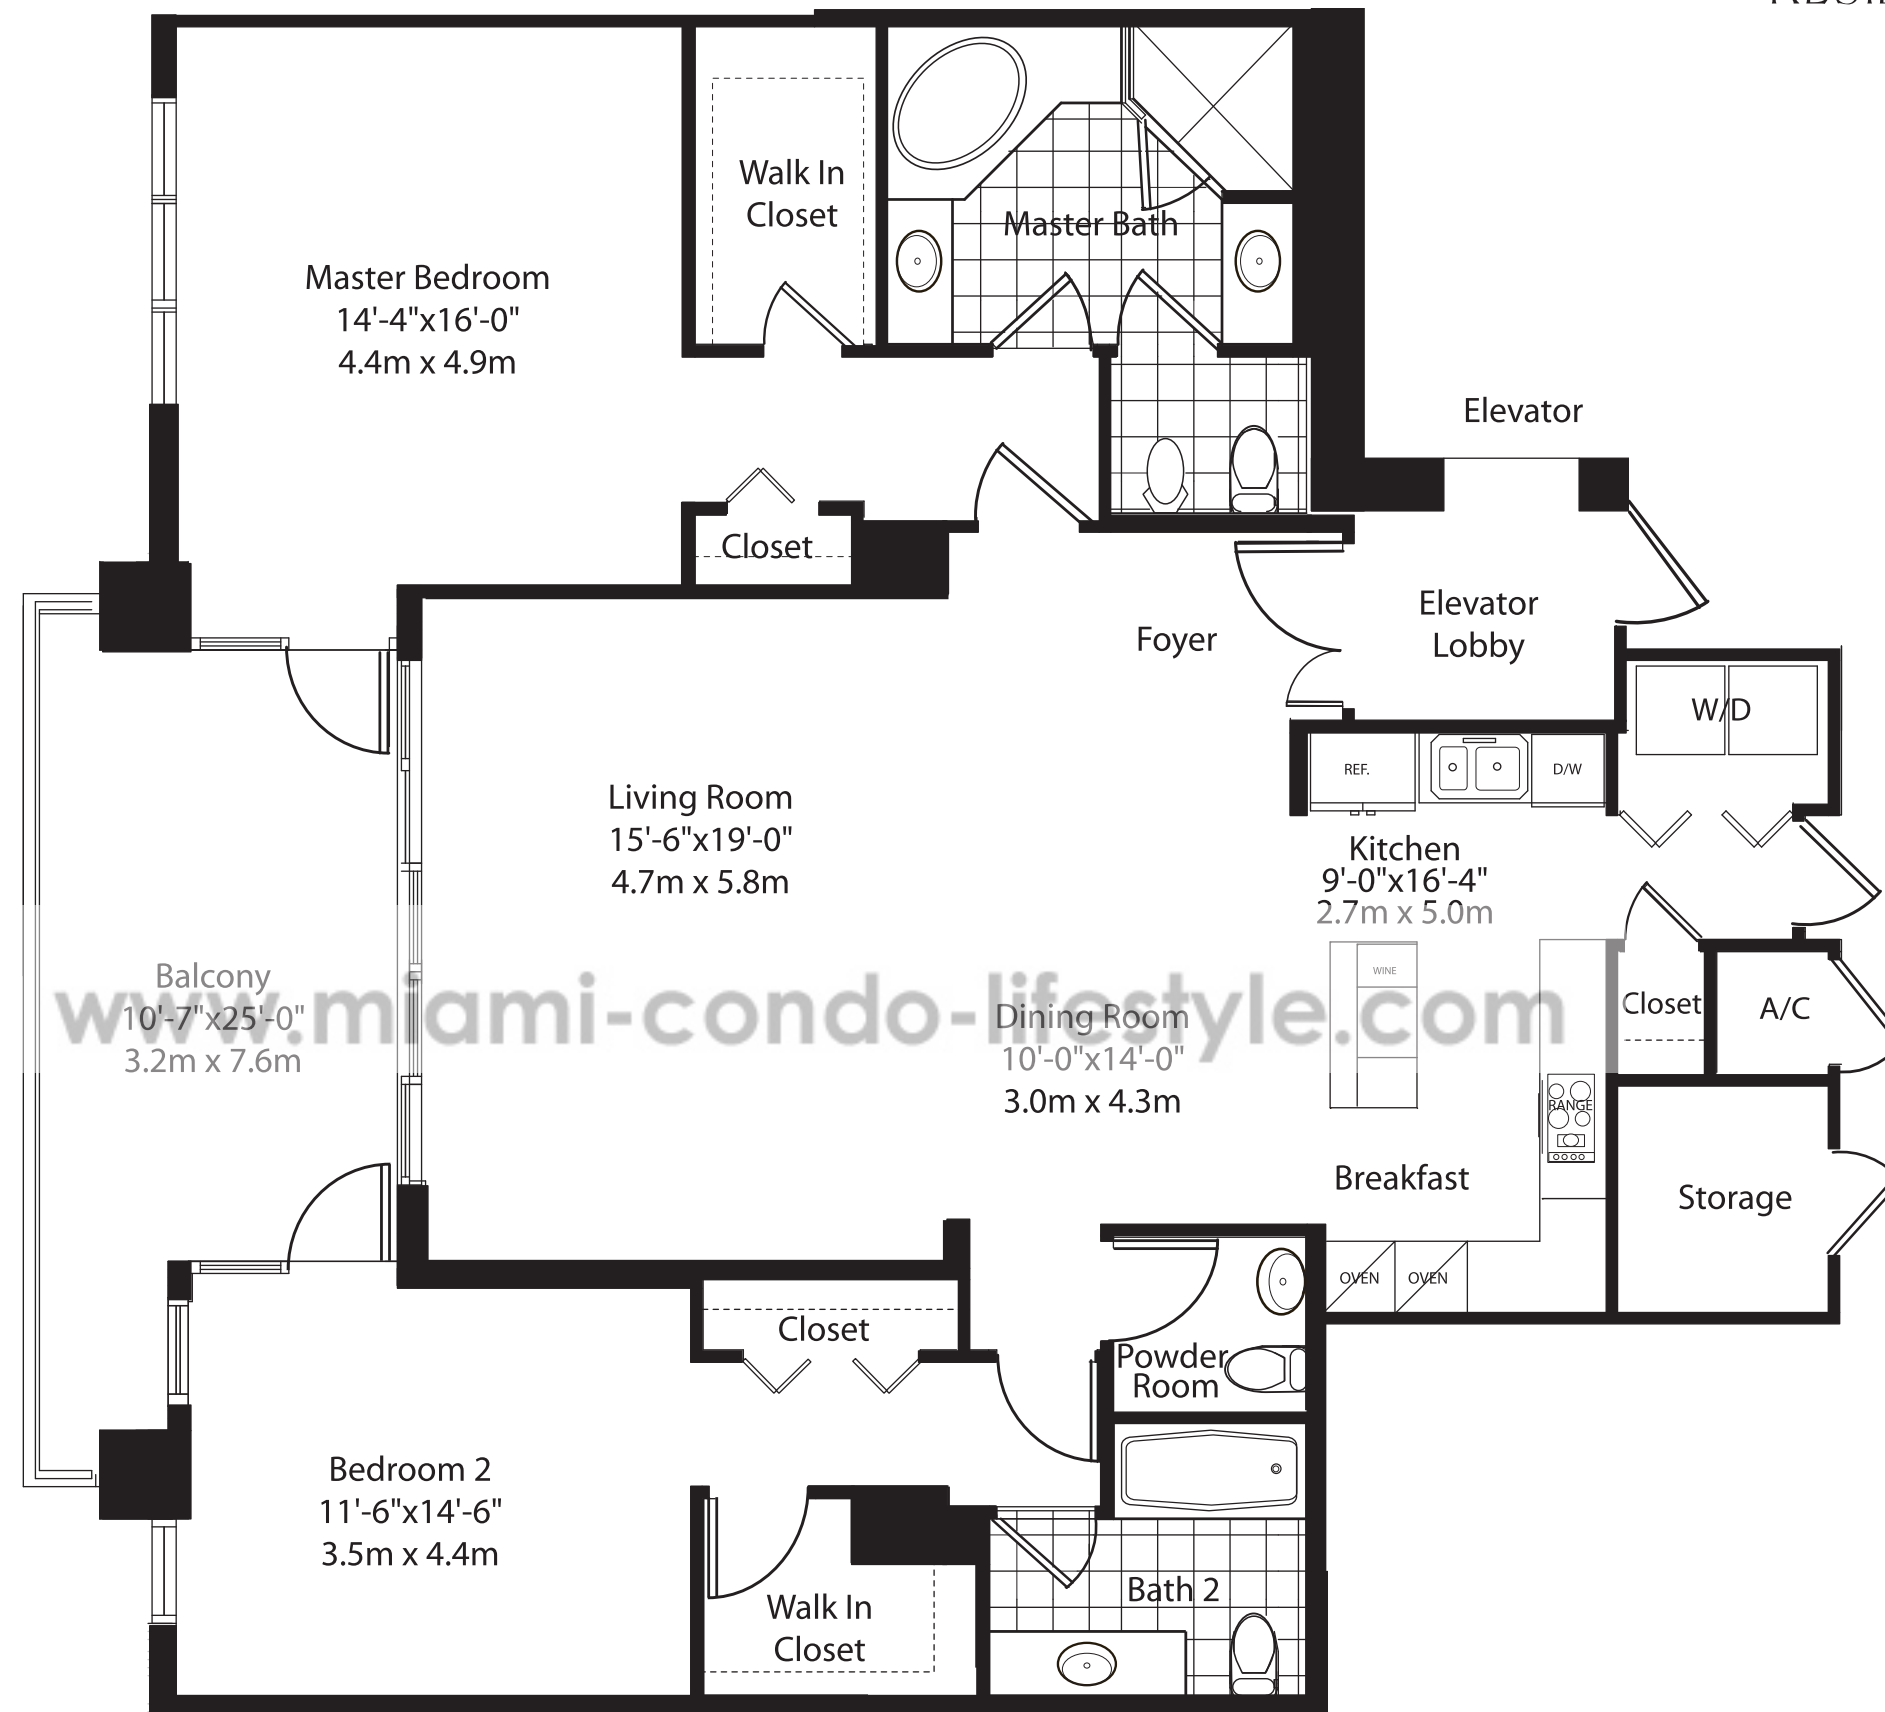 Walk In
Closet
Master Bath
Master Bedroom
14'-4"x16'-0"
4.4m x 4.9m
Elevator
Closet
Elevator
Lobby
Foyer
W/D
REF.
D/W
Living Room
15'-6"x19'-0"
4.7m x 5.8m
Kitchen
9'-0"x16'-4"
2.7m x 5.0m
WINE
Balcony
10'-7"x25'-0"
3.2m x 7.6m
www.miami-condo-lifestyle.com
Dining Room
10'-0"x14'-0"
3.0m x 4.3m
Closet
A/C
RANGE
Breakfast
Storage
OVEN
OVEN
Closet
Powder
Room
Bedroom 2
11'-6"x14'-6"
3.5m x 4.4m
Bath 2
Walk In
Closet